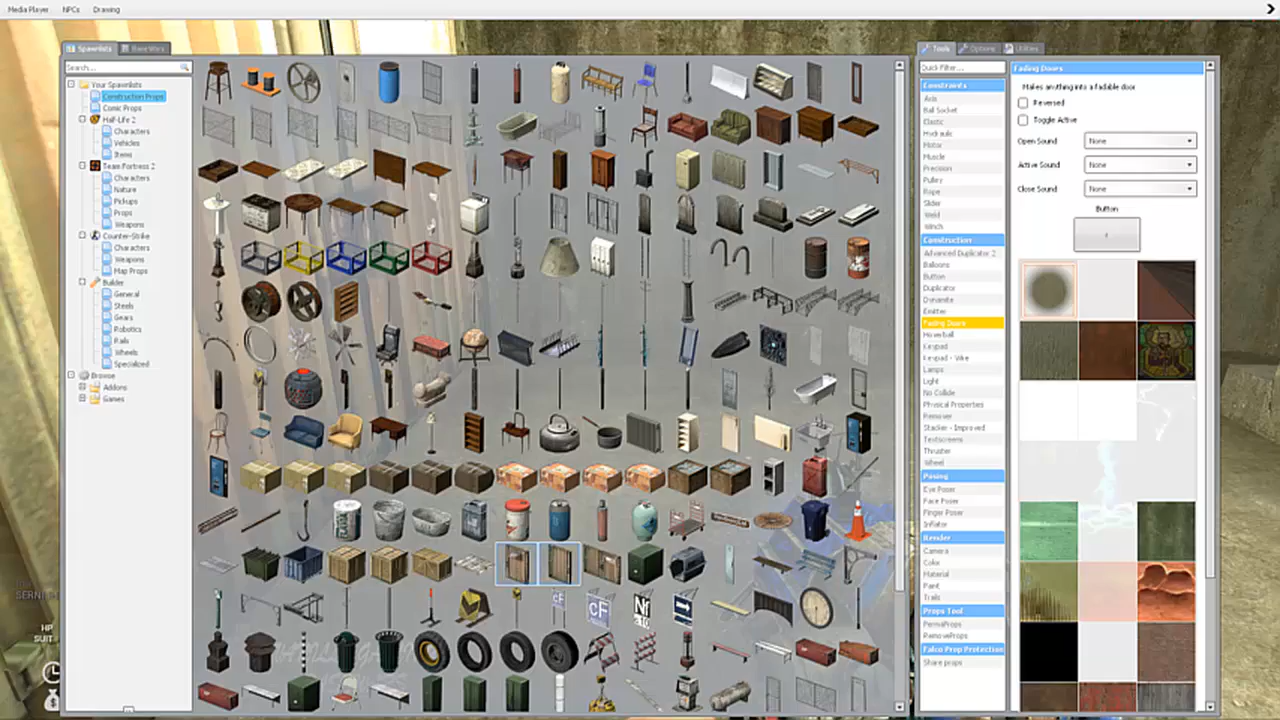 Media Player NPCs Drawing
Spawnlists BaseWars
Search...
Your Spawnlists
Construction Props
Comic Props
Half-Life 2
Characters
Vehicles
Items
Team Fortress 2
Characters
Nature
Pickups
Props
Weapons
Counter-Strike
Characters
Weapons
Map Props
Builder
General
Steels
Gears
Robotics
Rails
Wheels
Specialized
Browse
Addons
Games
HP
SUIT
cF
cF
Tools Options Utilities
Quick Filter...
Constraints
Axis
Ball Socket
Elastic
Hydraulic
Motor
Muscle
Precision
Pulley
Rope
Slider
Weld
Winch
Construction
Advanced Duplicator 2
Balloons
Button
Duplicator
Dynamite
Emitter
Fading Doors
Hoverball
Keypad
Keypad - Wire
Lamps
Light
No Collide
Physical Properties
Remover
Stacker - Improved
Textscreens
Thruster
Wheel
Posing
Eye Poser
Face Poser
Finger Poser
Inflator
Render
Camera
Color
Material
Paint
Trails
Props Tool
PermaProps
RemoveProps
Falco Prop Protection
Share props
Fading Doors
Makes anything into a fadable door
Reversed
Toggle Active
Open Sound None
Active Sound None
Close Sound None
Button